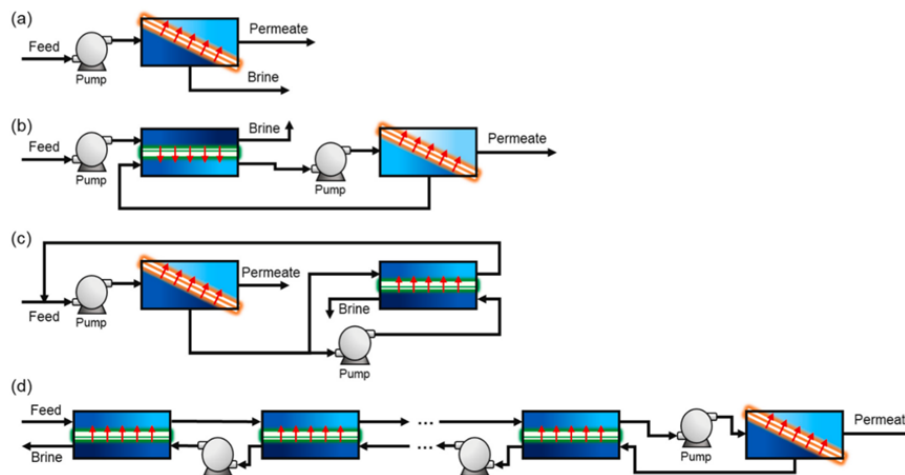 (a)
Feed
Pump
Permeate
Brine
(b)
Feed
Pump
Brine
Pump
Permeate
(c)
Feed
Pump
Permeate
Brine
Pump
(d)
Feed
Brine
...
...
Pump
Permeat